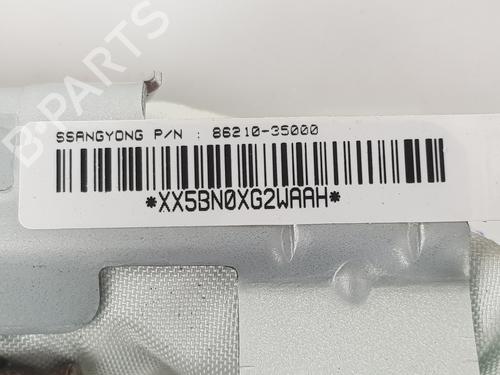 B-PARTS
SSANGYONG P/N : 86210-35000
*XX5BN0XG2WAAH*